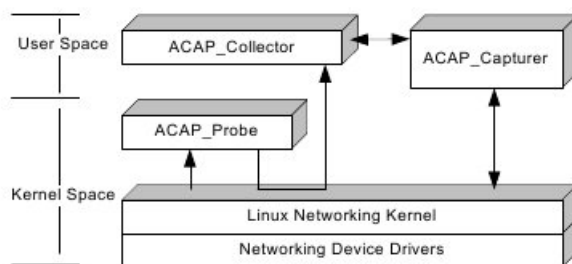 User Space
ACAP_Collector
ACAP_Capturer
ACAP_Probe
Kernel Space
Linux Networking Kernel
Networking Device Drivers